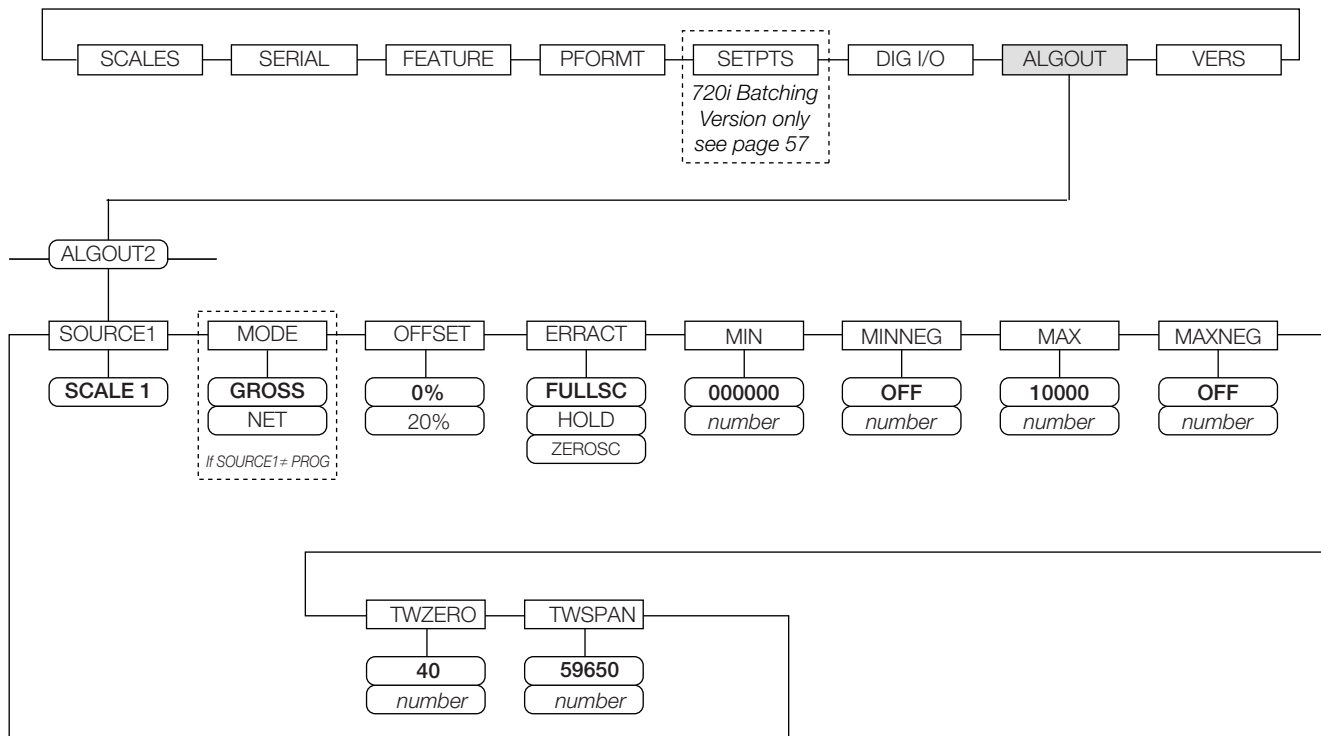 SCALES SERIAL FEATURE PFORMT SETPTS DIG I/O ALGOUT VERS
720i Batching
Version only
see page 57
ALGOUT2
SOURCE1 MODE OFFSET ERRACT MIN MINNEG MAX MAXNEG
SCALE 1 GROSS 0% FULLSC 000000 OFF 10000 OFF
NET 20% HOLD number number number number
If SOURCE1≠ PROG ZEROSC
TWZERO TWSPAN
40 59650
number number